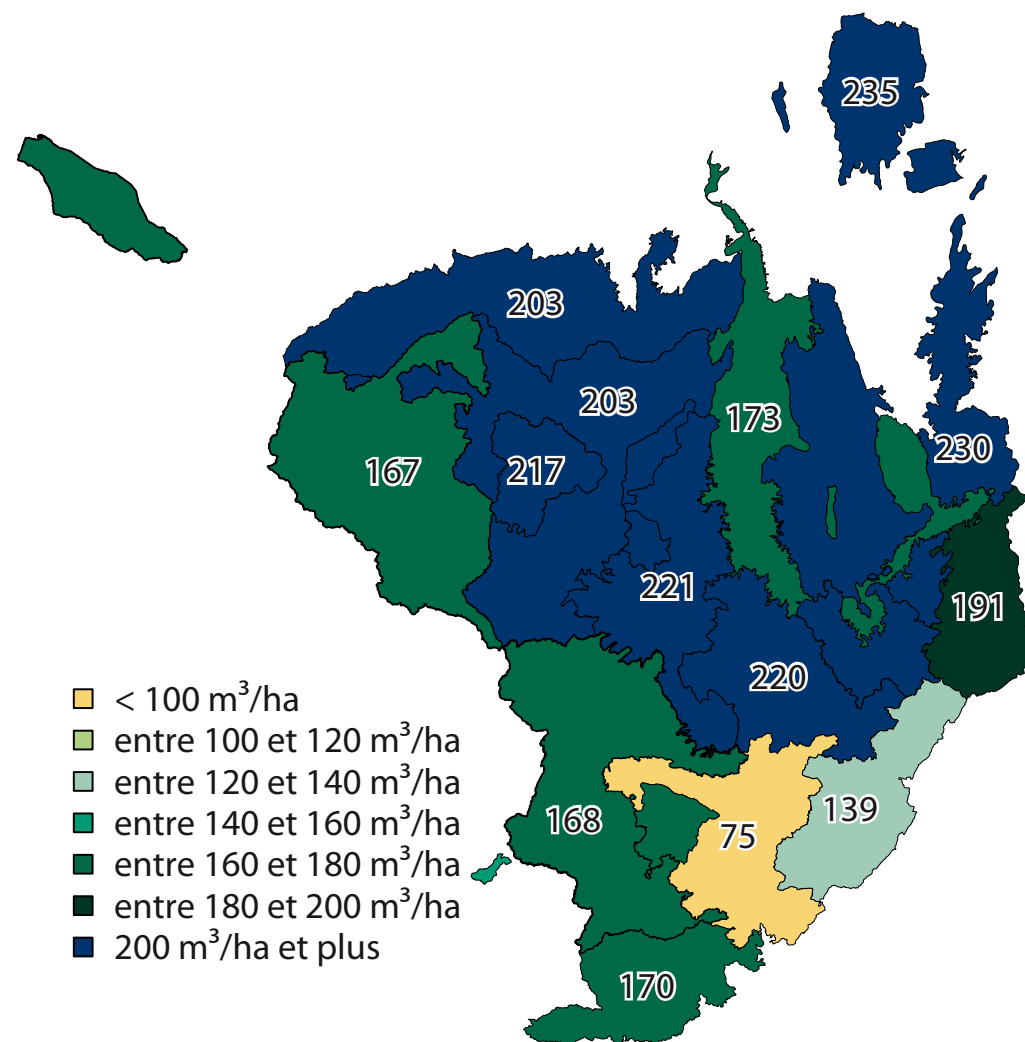 235
203
203
173
230
217
167
221
191
220
168
75
139
170
< 100 m³/ha
entre 100 et 120 m³/ha
entre 120 et 140 m³/ha
entre 140 et 160 m³/ha
entre 160 et 180 m³/ha
entre 180 et 200 m³/ha
200 m³/ha et plus